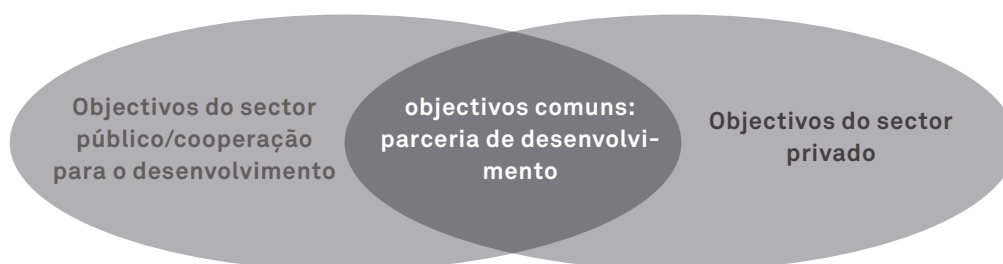 Objectivos do sector
público/cooperação
para o desenvolvimento
objectivos comuns:
parceria de desenvolvi-
mento
Objectivos do sector
privado